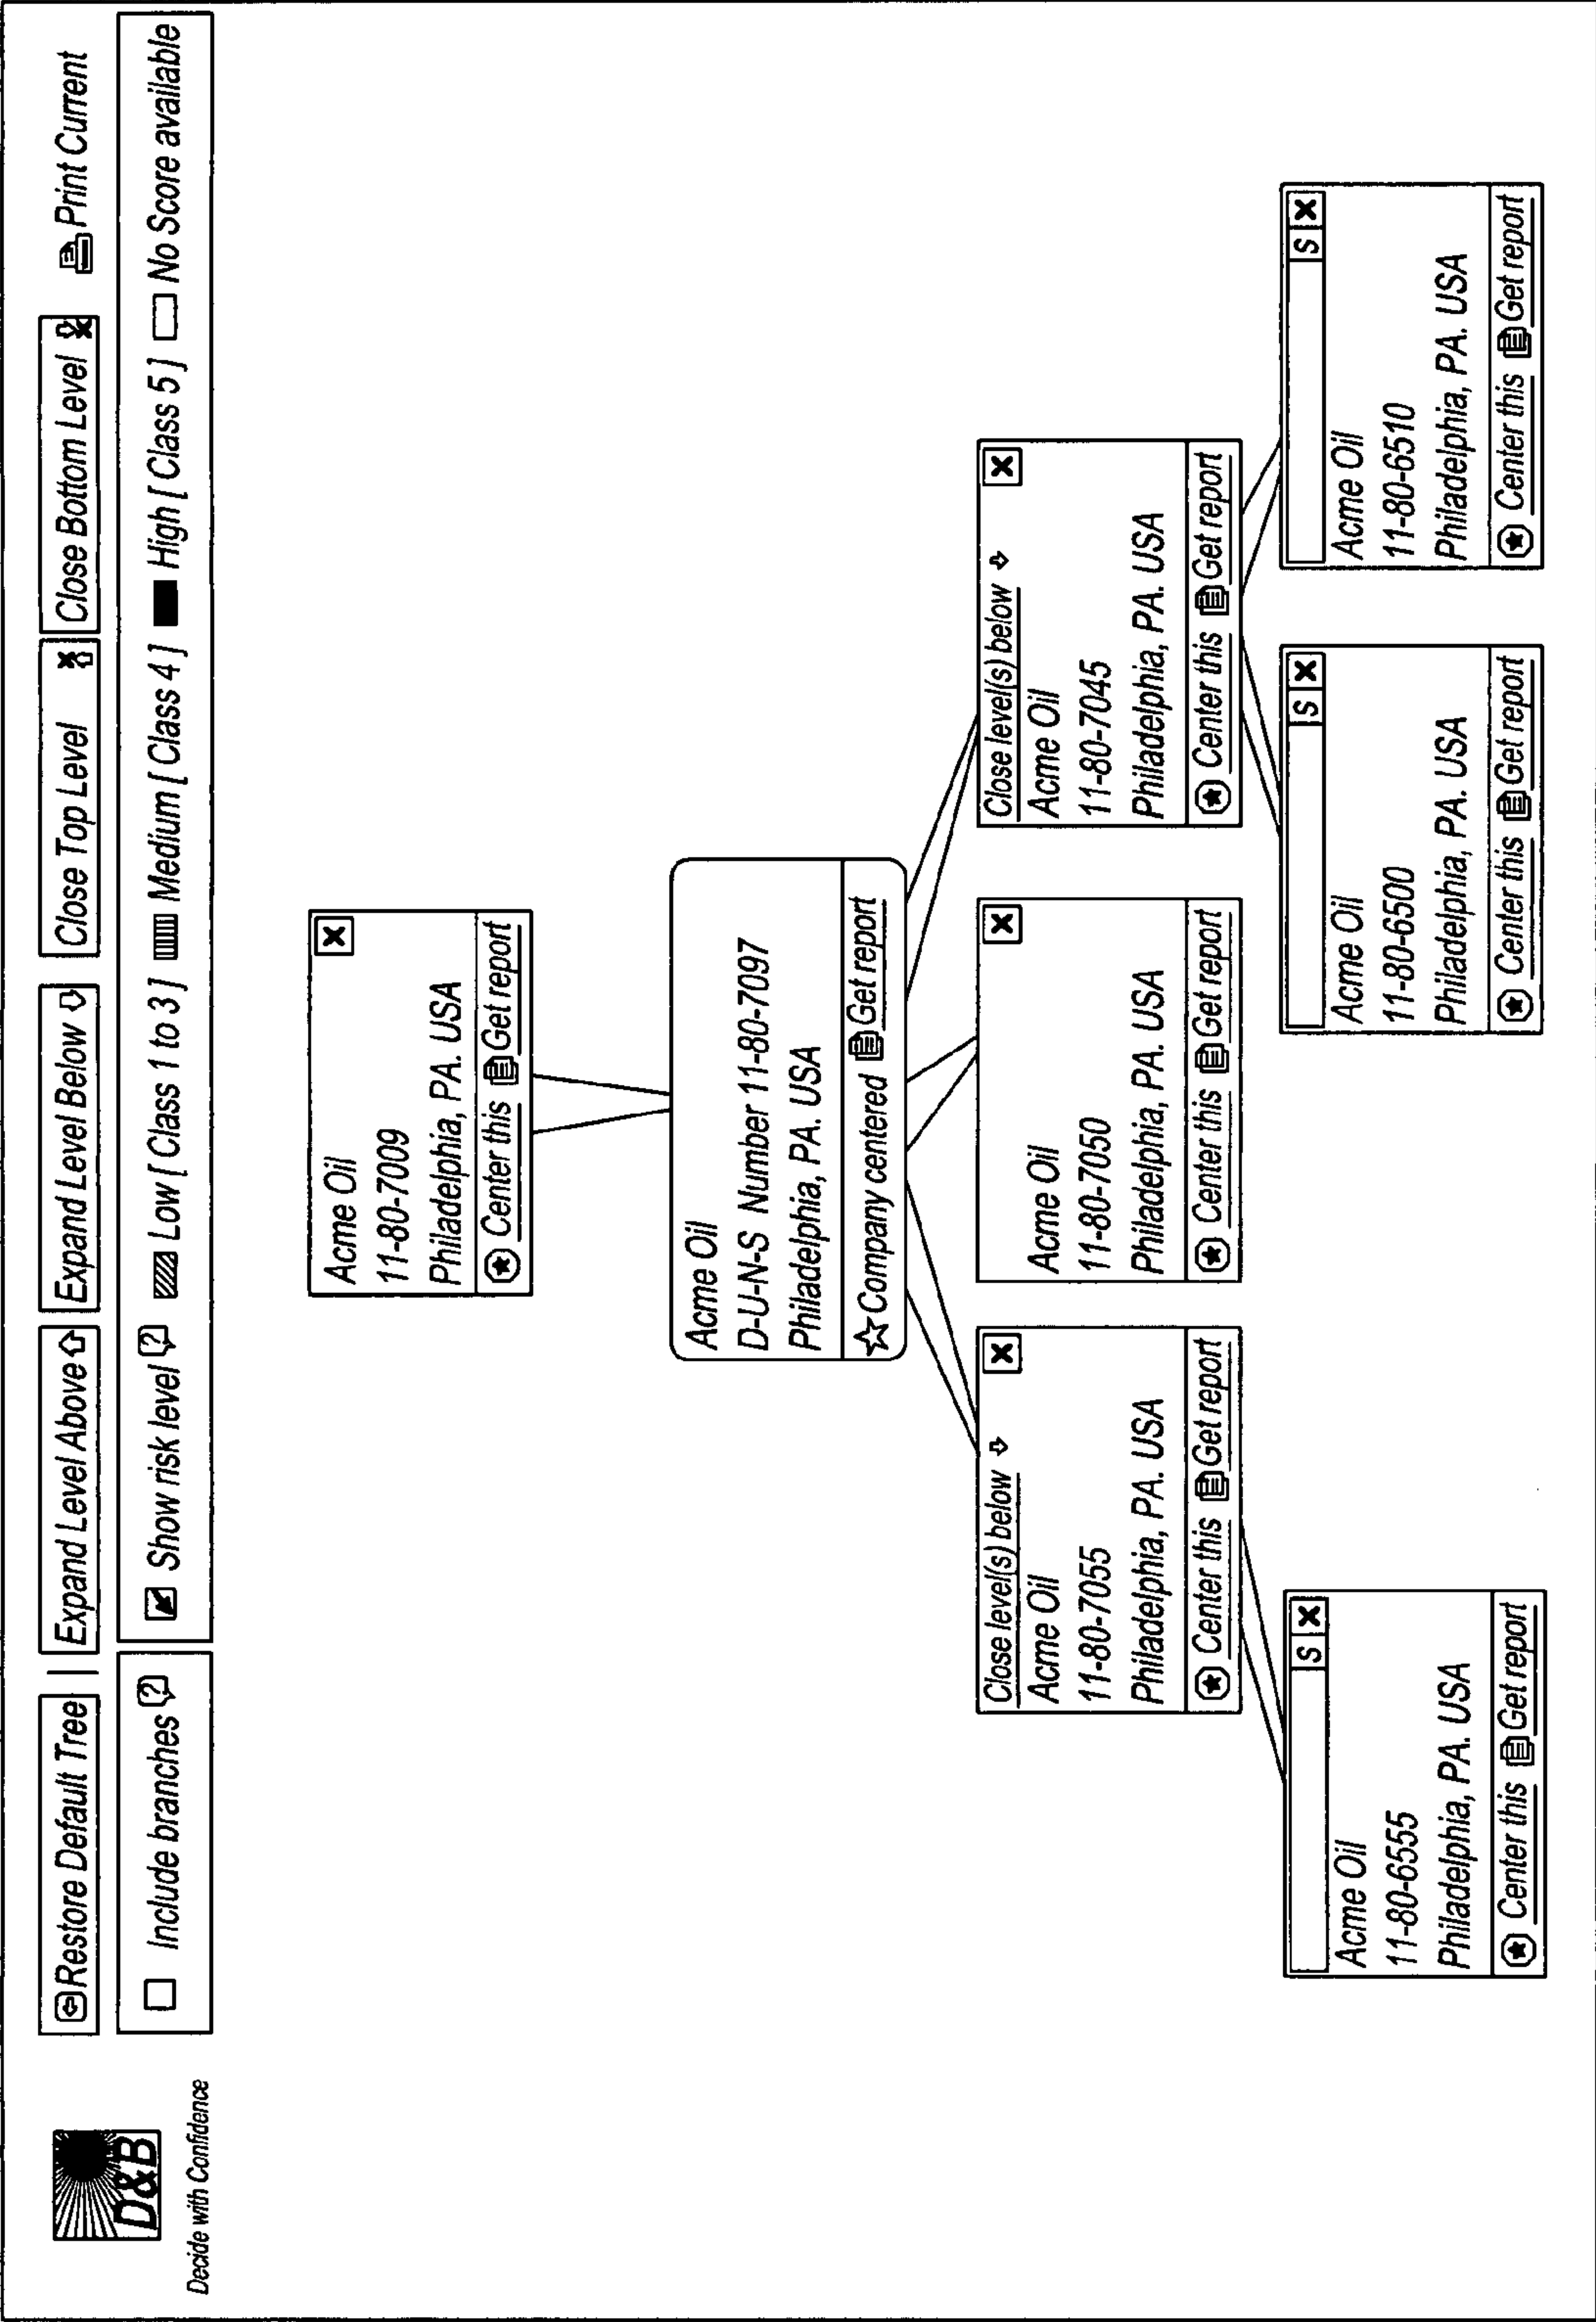 D&B
Decide with Confidence
Restore Default Tree | Expand Level Above Expand Level Below Close Top Level Close Bottom Level Print Current
Include branches ? Show risk level ? Low [ Class 1 to 3 ] Medium [ Class 4 ] High [ Class 5 ] No Score available
Acme Oil
11-80-7009
Philadelphia, PA. USA
Center this Get report
Acme Oil
D-U-N-S Number 11-80-7097
Philadelphia, PA. USA
Company centered Get report
Close level(s) below
Acme Oil
11-80-7055
Philadelphia, PA. USA
Center this Get report
Acme Oil
11-80-7050
Philadelphia, PA. USA
Center this Get report
Close level(s) below
Acme Oil
11-80-7045
Philadelphia, PA. USA
Center this Get report
S
Acme Oil
11-80-6555
Philadelphia, PA. USA
Center this Get report
S
Acme Oil
11-80-6500
Philadelphia, PA. USA
Center this Get report
S
Acme Oil
11-80-6510
Philadelphia, PA. USA
Center this Get report